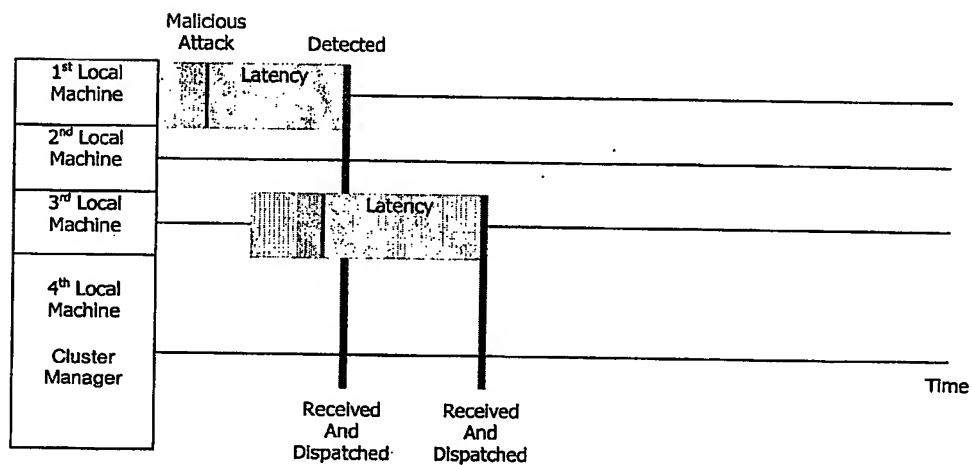 Malicious
Attack
Detected
1st Local
Machine
Latency
2nd Local
Machine
3rd Local
Machine
Latency
4th Local
Machine
Cluster
Manager
Time
Received
And
Dispatched
Received
And
Dispatched